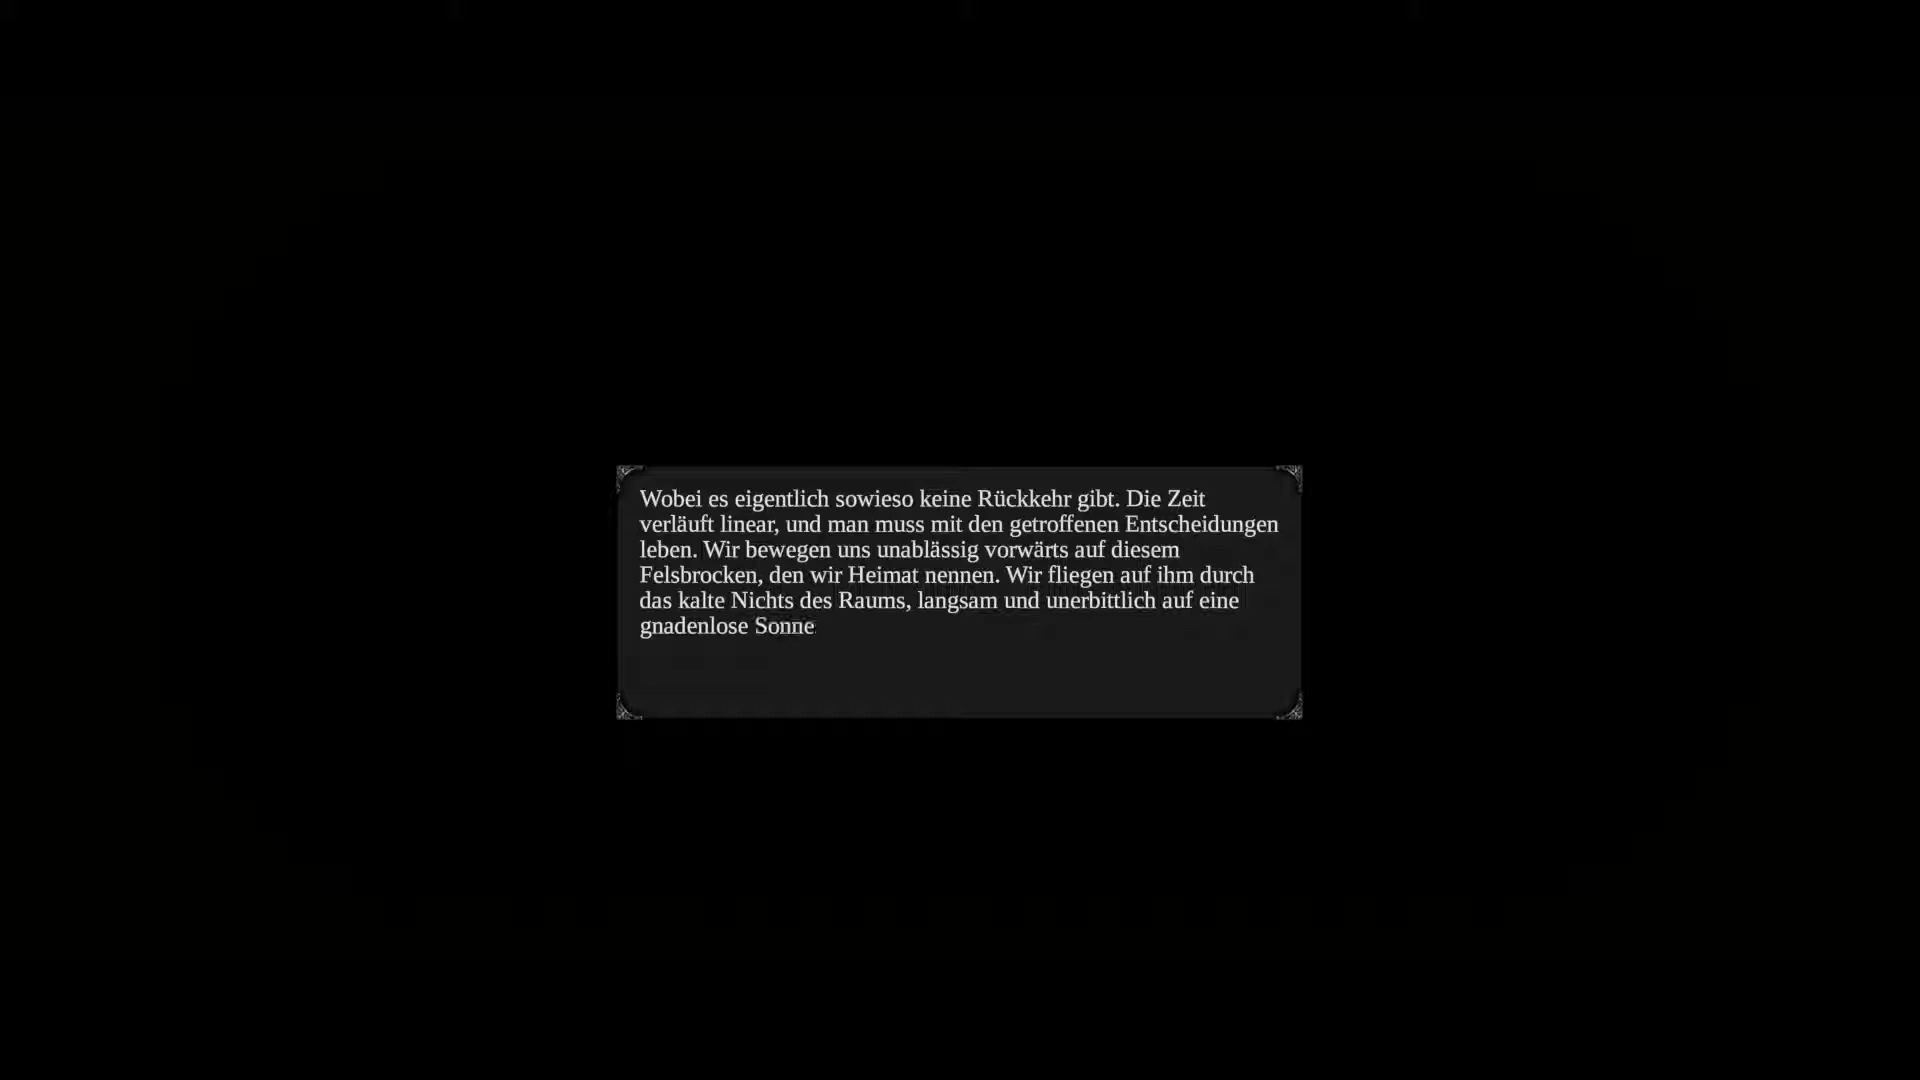 Wobei es eigentlich sowieso keine Rückkehr gibt. Die Zeit
verläuft linear, und man muss mit den getroffenen Entscheidungen
leben. Wir bewegen uns unablässig vorwärts auf diesem
Felsbrocken, den wir Heimat nennen. Wir fliegen auf ihm durch
das kalte Nichts des Raums, langsam und unerbittlich auf eine
gnadenlose Sonne